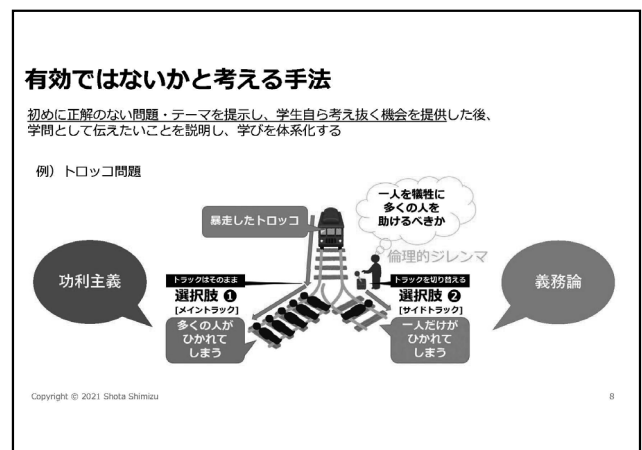 有効ではないかと考える手法
初めに正解のない問題・テーマを提示し、学生自ら考え抜く機会を提供した後、
学問として伝えたいことを説明し、学びを体系化する
例）トロッコ問題
暴走したトロッコ
一人を犠牲に
多くの人を
助けるべきか
倫理的ジレンマ
功利主義
トラックはそのまま
選択肢 ❶
[メイントラック]
多くの人が
ひかれて
しまう
トラックを切り替える
選択肢 ❷
[サイドトラック]
一人だけが
ひかれて
しまう
義務論
Copyright © 2021 Shota Shimizu
8